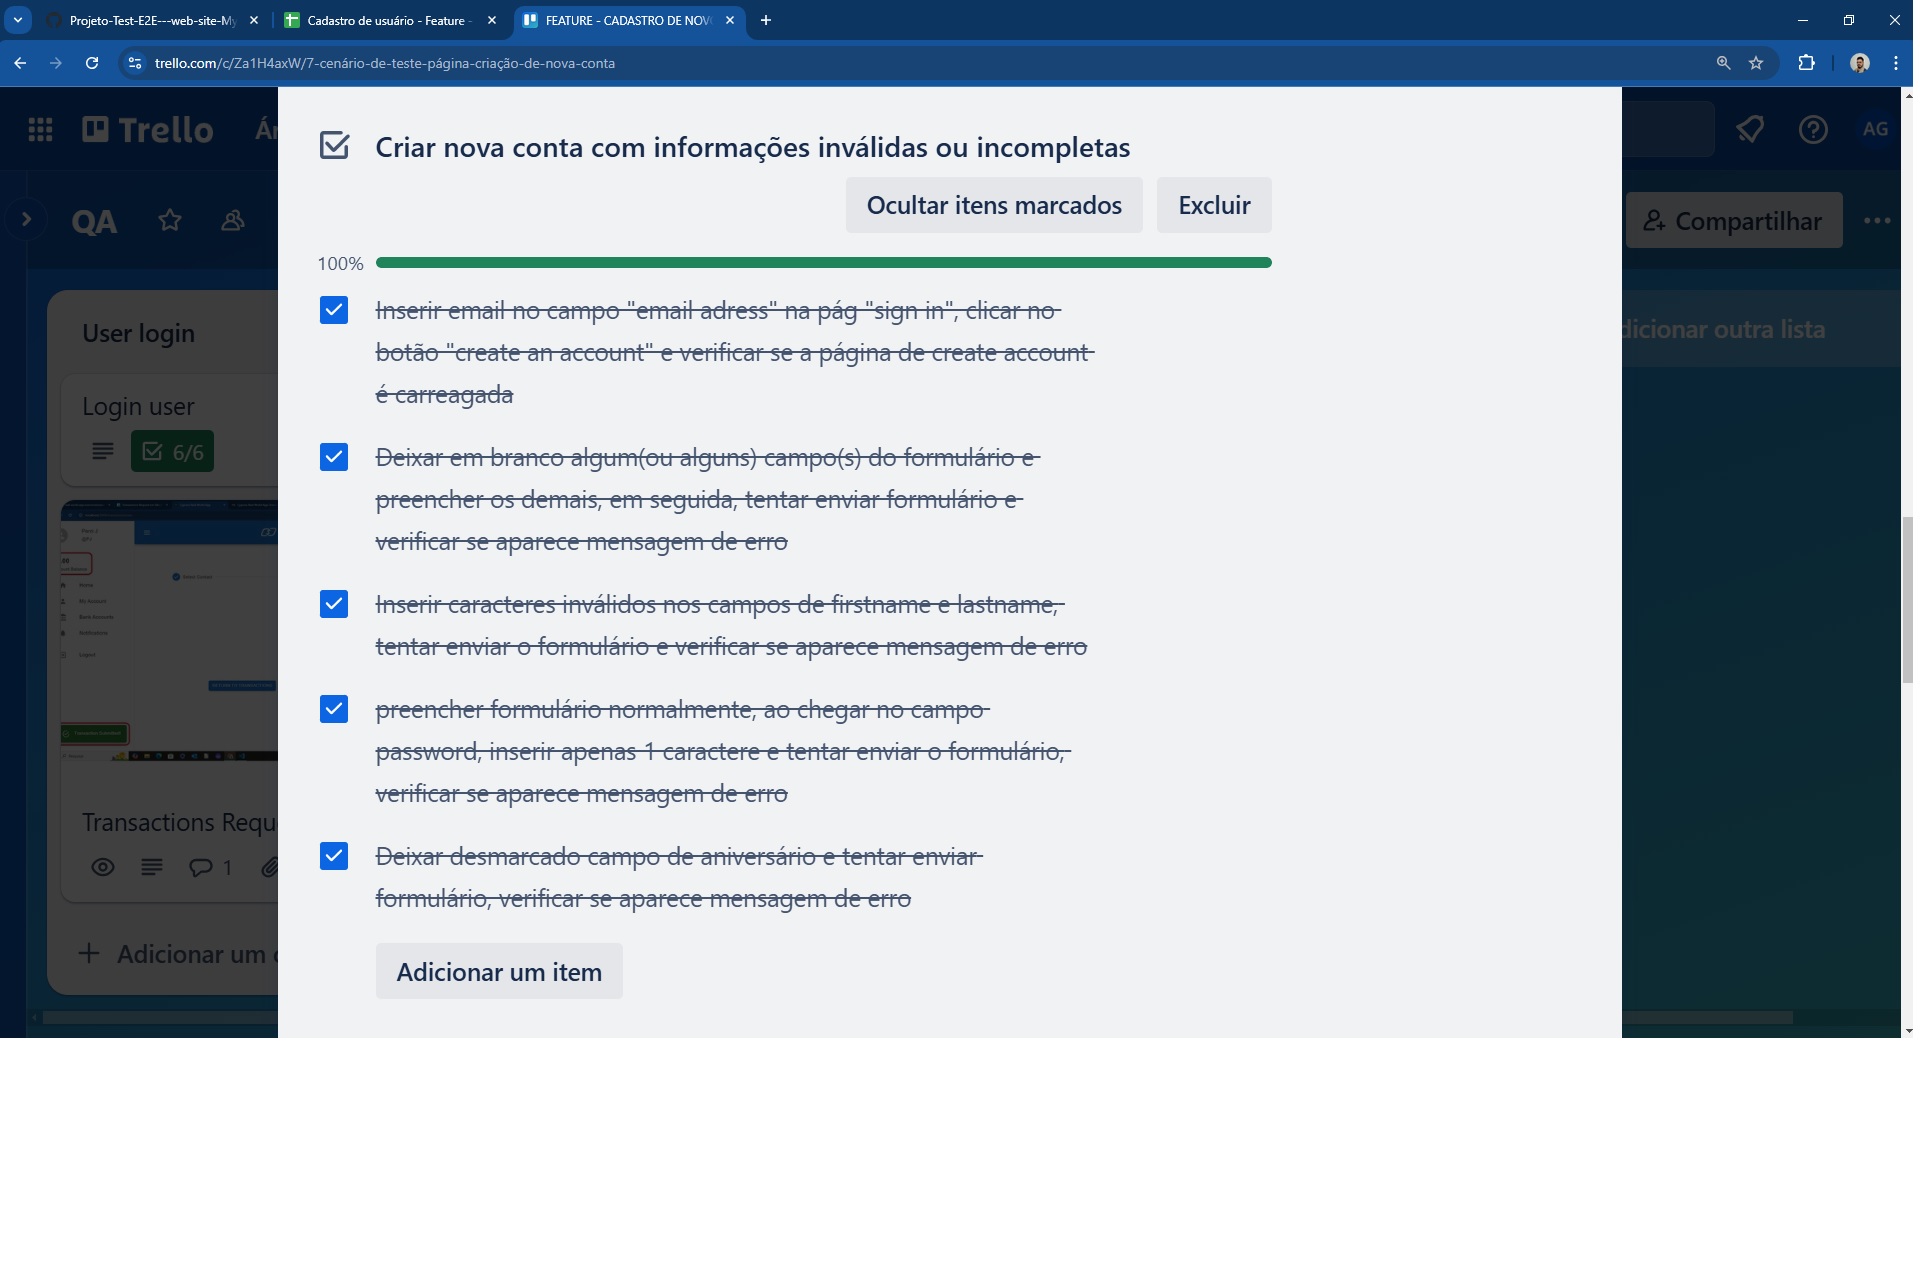 Projeto-Test-E2E---web-site-My
Cadastro de usuário - Feature -
FEATURE - CADASTRO DE NOV
trello.com/c/Za1H4axW/7-cenário-de-teste-página-criação-de-nova-conta
Trello
Ár
AG
Criar nova conta com informações inválidas ou incompletas
Ocultar itens marcados
Excluir
QA
Compartilhar
100%
Inserir email no campo "email adress" na pág "sign in", clicar no
botão "create an account" e verificar se a página de create account
é carreagada
User login
dicionar outra lista
Login user
6/6
Deixar em branco algum(ou alguns) campo(s) do formulário e
preencher os demais, em seguida, tentar enviar formulário e
verificar se aparece mensagem de erro
Inserir caracteres inválidos nos campos de firstname e lastname,
tentar enviar o formulário e verificar se aparece mensagem de erro
preencher formulário normalmente, ao chegar no campo
password, inserir apenas 1 caractere e tentar enviar o formulário,
verificar se aparece mensagem de erro
Transactions Requ
1
Deixar desmarcado campo de aniversário e tentar enviar
formulário, verificar se aparece mensagem de erro
Adicionar um c
Adicionar um item